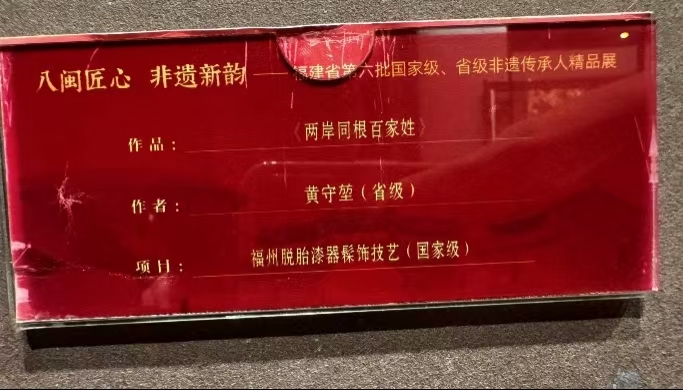 八闽匠心 非遗新韵——福建省第六批国家级、省级非遗传承人精品展
作品：《两岸同根百家姓》
作者：黄守堃（省级）
项目：福州脱胎漆器髹饰技艺（国家级）